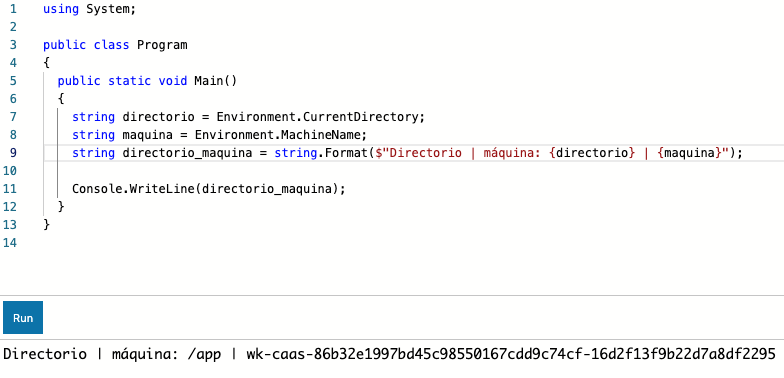 1 using System;
2
3 public class Program
4 {
5 public static void Main()
6 {
7 string directorio = Environment.CurrentDirectory;
8 string maquina = Environment.MachineName;
9 string directorio_maquina = string.Format($"Directorio | máquina: {directorio} | {maquina}");
10
11 Console.WriteLine(directorio_maquina);
12 }
13 }
14
Run
Directorio | máquina: /app | wk-caas-86b32e1997bd45c98550167cdd9c74cf-16d2f13f9b22d7a8df2295